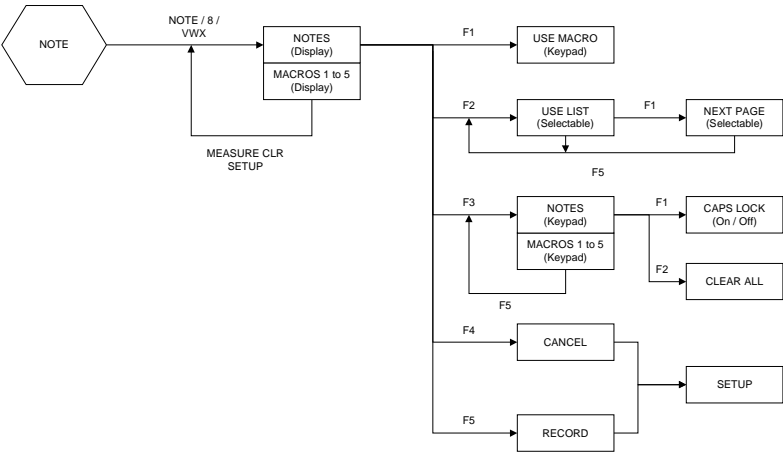 NOTE
NOTE / 8 /
VWX
NOTES
(Display)
MACROS 1 to 5
(Display)
MEASURE CLR
SETUP
F1
USE MACRO
(Keypad)
F2
USE LIST
(Selectable)
F1
NEXT PAGE
(Selectable)
F5
F3
NOTES
(Keypad)
MACROS 1 to 5
(Keypad)
F5
F1
CAPS LOCK
(On / Off)
F2
CLEAR ALL
F4
CANCEL
SETUP
F5
RECORD